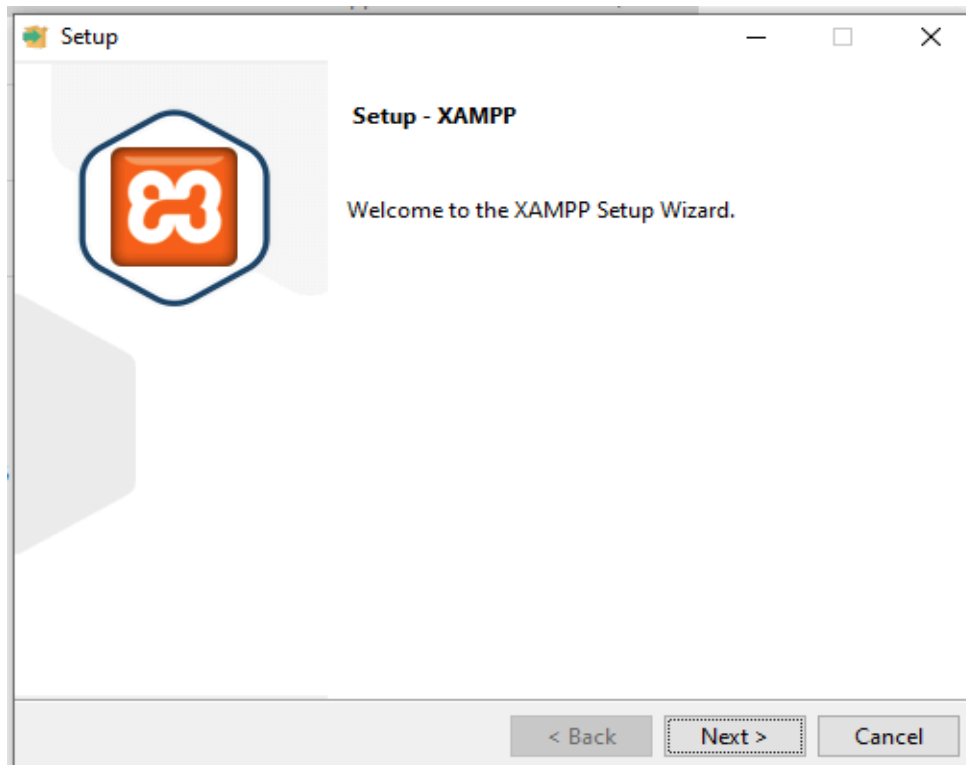 Setup
Setup - XAMPP
Welcome to the XAMPP Setup Wizard.
< Back
Next >
Cancel